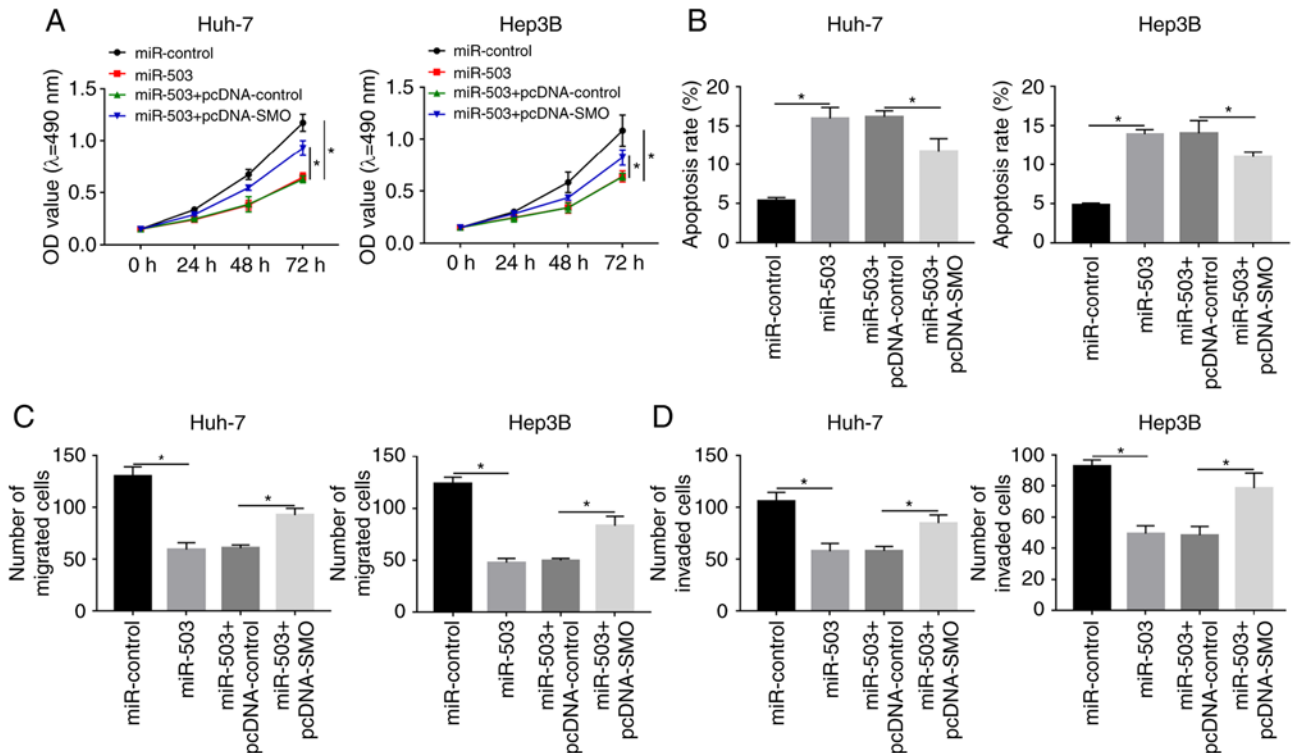 A
Huh-7
miR-control
miR-503
miR-503+pcDNA-control
miR-503+pcDNA-SMO
OD value (λ=490 nm)
1.5
1.0
0.5
0.0
0 h 24 h 48 h 72 h
*
*
Hep3B
miR-control
miR-503
miR-503+pcDNA-control
miR-503+pcDNA-SMO
OD value (λ=490 nm)
1.5
1.0
0.5
0.0
0 h 24 h 48 h 72 h
*
*
B
Huh-7
Apoptosis rate (%)
20
15
10
5
0
*
*
miR-control
miR-503
miR-503+
pcDNA-control
miR-503+
pcDNA-SMO
Hep3B
Apoptosis rate (%)
20
15
10
5
0
*
*
miR-control
miR-503
miR-503+
pcDNA-control
miR-503+
pcDNA-SMO
C
Huh-7
Number of
migrated cells
150
100
50
0
*
*
miR-control
miR-503
miR-503+
pcDNA-control
miR-503+
pcDNA-SMO
Hep3B
Number of
migrated cells
150
100
50
0
*
*
miR-control
miR-503
miR-503+
pcDNA-control
miR-503+
pcDNA-SMO
D
Huh-7
Number of
invaded cells
150
100
50
0
*
*
miR-control
miR-503
miR-503+
pcDNA-control
miR-503+
pcDNA-SMO
Hep3B
Number of
invaded cells
100
80
60
40
20
0
*
*
miR-control
miR-503
miR-503+
pcDNA-control
miR-503+
pcDNA-SMO